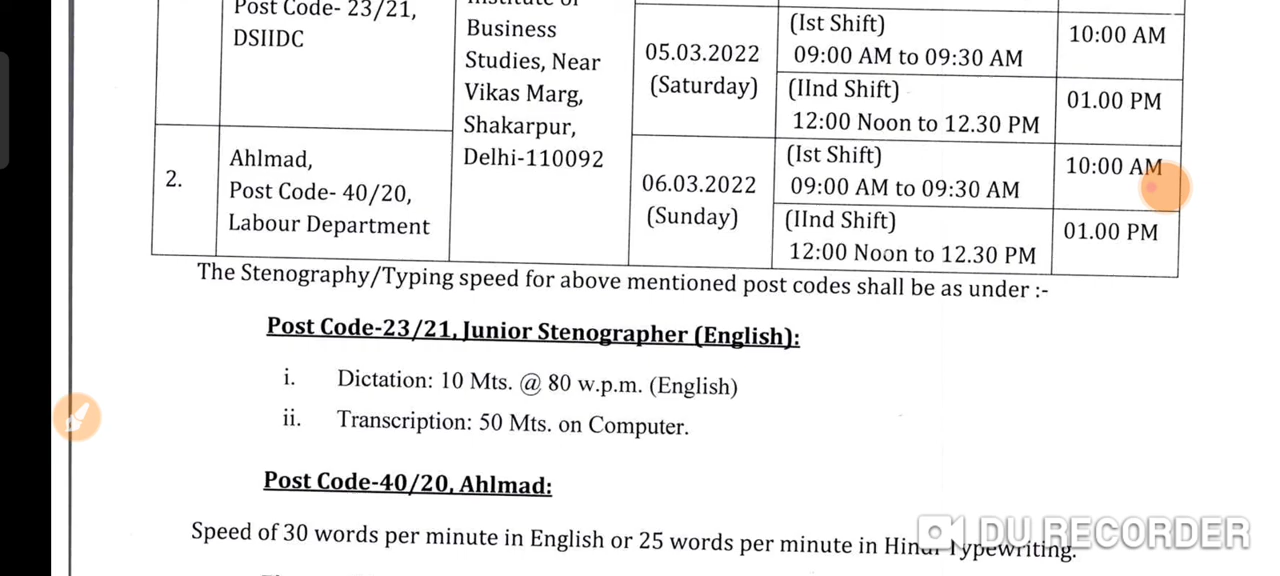 Post Code- 23/21,
DSIIDC
Business
Studies, Near
Vikas Marg,
Shakarpur,
Delhi-110092
05.03.2022
(Saturday)
(Ist Shift)
09:00 AM to 09:30 AM
10:00 AM
(IInd Shift)
12:00 Noon to 12.30 PM
01.00 PM
2.
Ahlmad,
Post Code- 40/20,
Labour Department
06.03.2022
(Sunday)
(Ist Shift)
09:00 AM to 09:30 AM
10:00 AM
(IInd Shift)
12:00 Noon to 12.30 PM
01.00 PM
The Stenography/Typing speed for above mentioned post codes shall be as under :-
Post Code-23/21, Junior Stenographer (English):
i. Dictation: 10 Mts. @ 80 w.p.m. (English)
ii. Transcription: 50 Mts. on Computer.
Post Code-40/20, Ahlmad:
Speed of 30 words per minute in English or 25 words per minute in Hindi Typewriting.
DU RECORDER